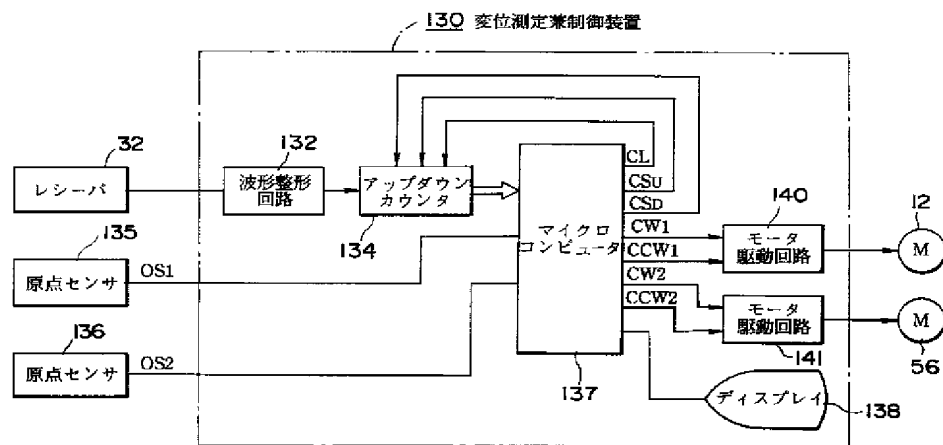 130 変位測定兼制御装置
32
レシーバ
132
波形整形
回路
アップダウン
カウンタ
134
135
原点センサ
OS1
136
原点センサ
OS2
マイクロ
コンピュータ
137
CL
CSU
CSD
CW1
CCW1
CW2
CCW2
140
モータ
駆動回路
モータ
駆動回路
141
12
M
M
56
ディスプレイ
138